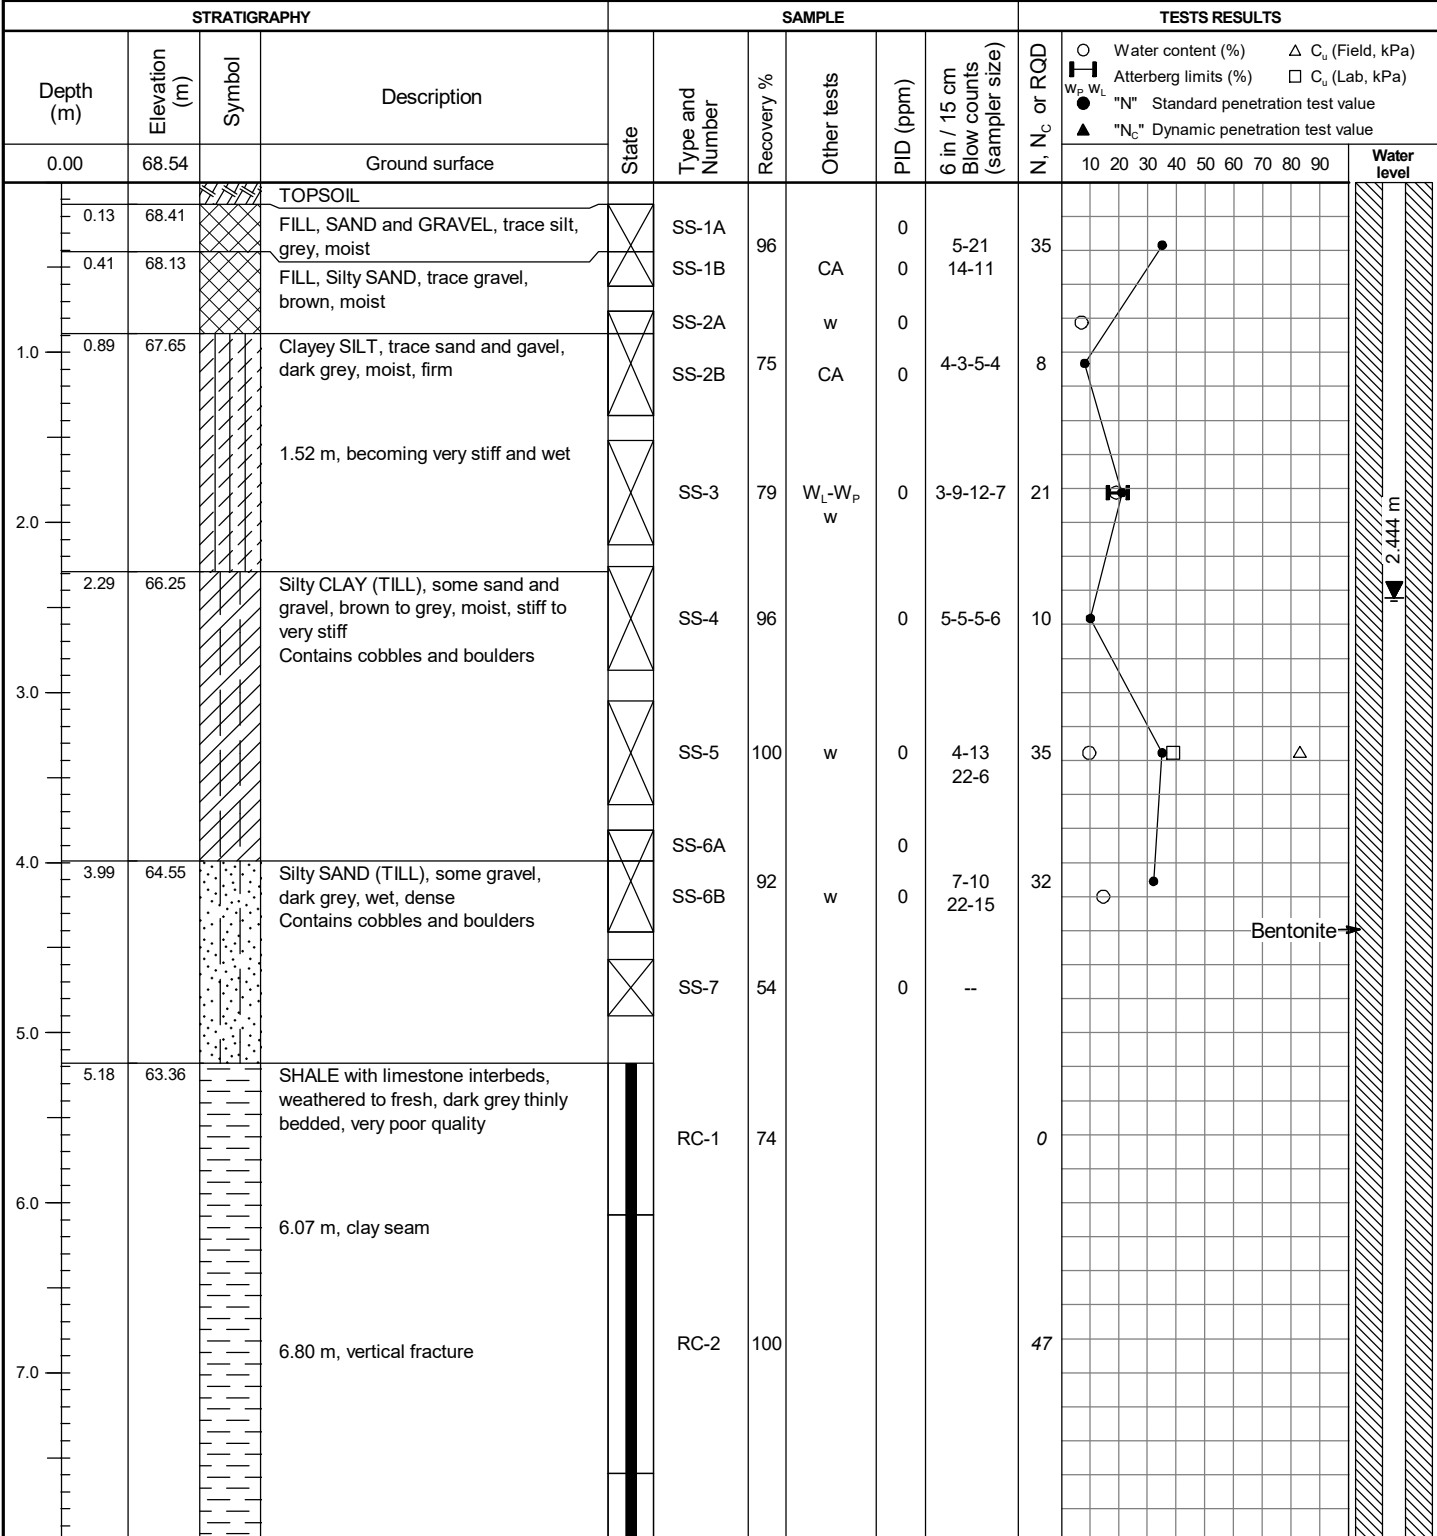 STRATIGRAPHY SAMPLE TESTS RESULTS
Depth (m)
Elevation (m)
Symbol
Description
State
Type and Number
Recovery %
Other tests
PID (ppm)
6 in / 15 cm Blow counts (sampler size)
N, NC or RQD
Water content (%) Cu (Field, kPa)
Atterberg limits (%) Cu (Lab, kPa)
WP WL
"N" Standard penetration test value
"NC" Dynamic penetration test value
0.00 68.54 Ground surface
10 20 30 40 50 60 70 80 90
Water level
TOPSOIL
0.13 68.41 FILL, SAND and GRAVEL, trace silt,
grey, moist
SS-1A 0
96 5-21 35
0.41 68.13 FILL, Silty SAND, trace gravel,
brown, moist
SS-1B CA 0 14-11
SS-2A w 0
1.0
0.89 67.65 Clayey SILT, trace sand and gavel,
dark grey, moist, firm
75 4-3-5-4 8
SS-2B CA 0
1.52 m, becoming very stiff and wet
SS-3 79 WL-WP 0 3-9-12-7 21
w
2.0
2.444 m
2.29 66.25 Silty CLAY (TILL), some sand and
gravel, brown to grey, moist, stiff to
very stiff
Contains cobbles and boulders
SS-4 96 0 5-5-5-6 10
3.0
SS-5 100 w 0 4-13 35
22-6
SS-6A 0
4.0
3.99 64.55 Silty SAND (TILL), some gravel,
dark grey, wet, dense
Contains cobbles and boulders
92 7-10 32
SS-6B w 0 22-15
Bentonite
SS-7 54 0 --
5.0
5.18 63.36 SHALE with limestone interbeds,
weathered to fresh, dark grey thinly
bedded, very poor quality
RC-1 74 0
6.0
6.07 m, clay seam
6.80 m, vertical fracture
RC-2 100 47
7.0